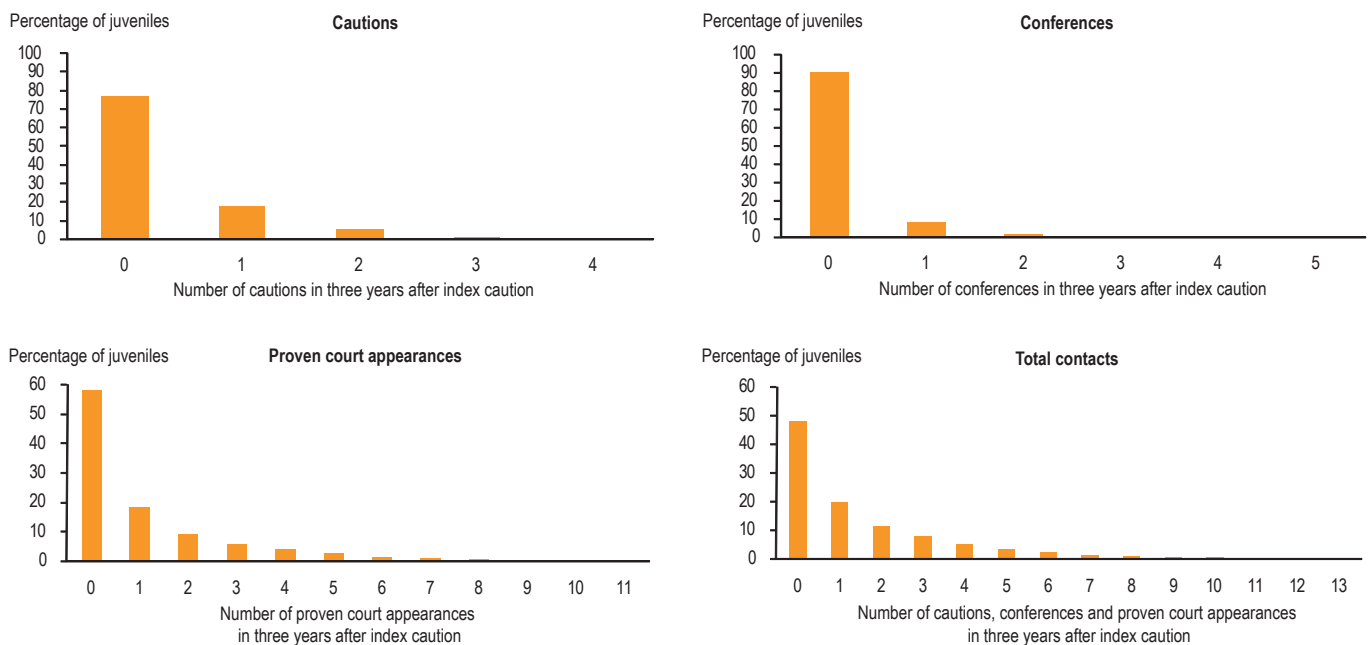 Percentage of juveniles
Cautions
100
90
80
70
60
50
40
30
20
10
0
0 1 2 3 4
Number of cautions in three years after index caution
Percentage of juveniles
Conferences
100
90
80
70
60
50
40
30
20
10
0
0 1 2 3 4 5
Number of conferences in three years after index caution
Percentage of juveniles
Proven court appearances
60
50
40
30
20
10
0
0 1 2 3 4 5 6 7 8 9 10 11
Number of proven court appearances
in three years after index caution
Percentage of juveniles
Total contacts
60
50
40
30
20
10
0
0 1 2 3 4 5 6 7 8 9 10 11 12 13
Number of cautions, conferences and proven court appearances
in three years after index caution